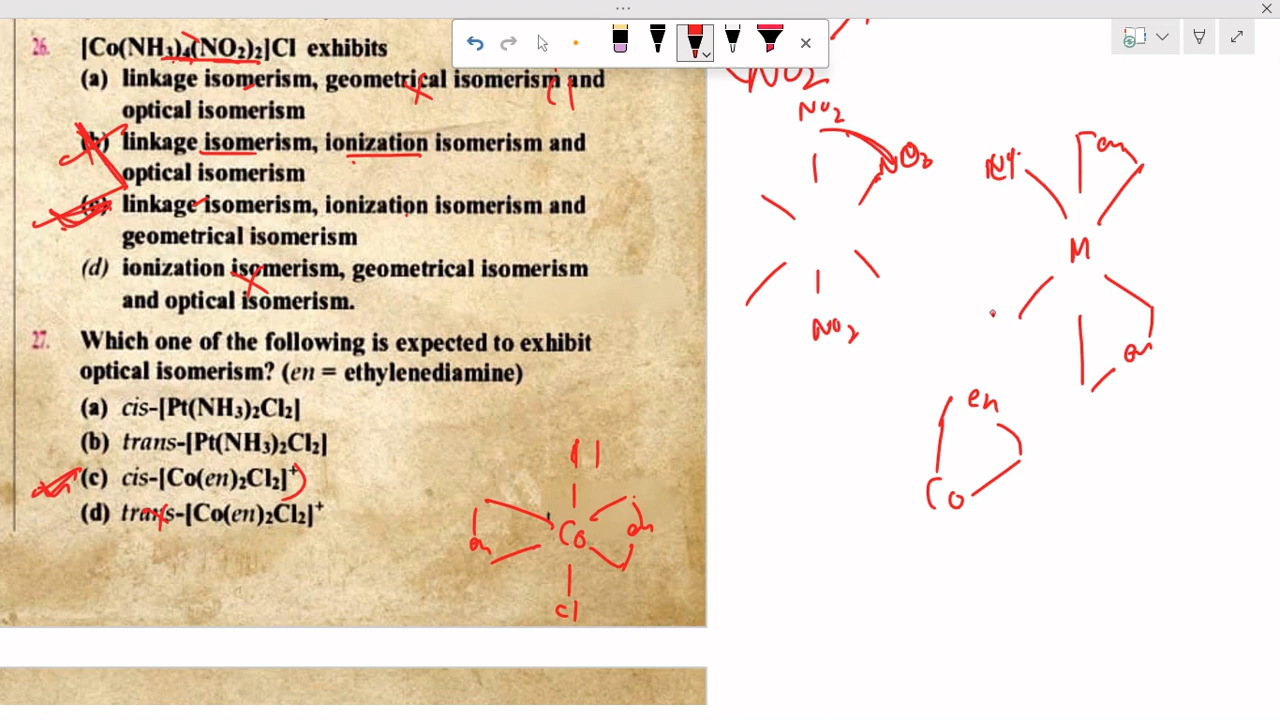 26. [Co(NH3)4(NO2)2]Cl exhibits
(a) linkage isomerism, geometrical isomerism and
optical isomerism
(b) linkage isomerism, ionization isomerism and
optical isomerism
(c) linkage isomerism, ionization isomerism and
geometrical isomerism
(d) ionization isomerism, geometrical isomerism
and optical isomerism.
27. Which one of the following is expected to exhibit
optical isomerism? (en = ethylenediamine)
(a) cis-[Pt(NH3)2Cl2]
(b) trans-[Pt(NH3)2Cl2]
(c) cis-[Co(en)2Cl2]+
(d) trans-[Co(en)2Cl2]+
Co
en
en
Cl
NO2
NO2
NO2
NO2
M
en
en
en
Co